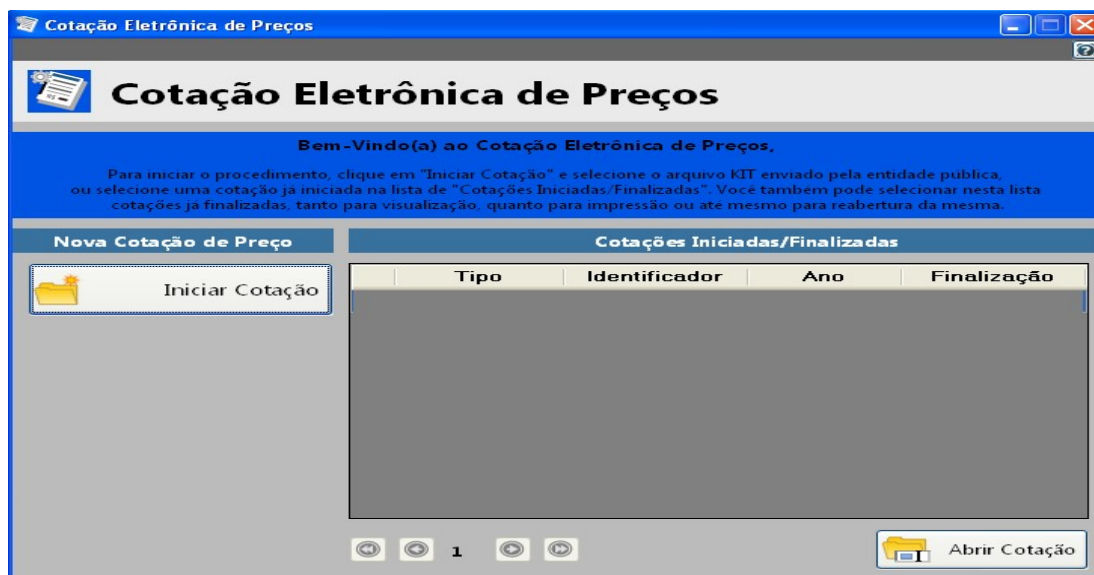 Cotação Eletrônica de Preços
Cotação Eletrônica de Preços
Bem-Vindo(a) ao Cotação Eletrônica de Preços,
Para iniciar o procedimento, clique em "Iniciar Cotação" e selecione o arquivo KIT enviado pela entidade pública,
ou selecione uma cotação já iniciada na lista de "Cotações Iniciadas/Finalizadas". Você tambem pode selecionar nesta lista
cotações já finalizadas, tanto para visualização, quanto para impressão ou até mesmo para reabertura da mesma.
Nova Cotação de Preço
Cotações Iniciadas/Finalizadas
Iniciar Cotação
Tipo Identificador Ano Finalização
1
Abrir Cotação